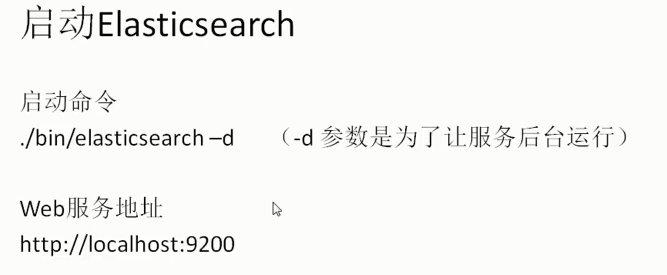 启动Elasticsearch
启动命令
./bin/elasticsearch –d （-d 参数是为了让服务后台运行）
Web服务地址
http://localhost:9200